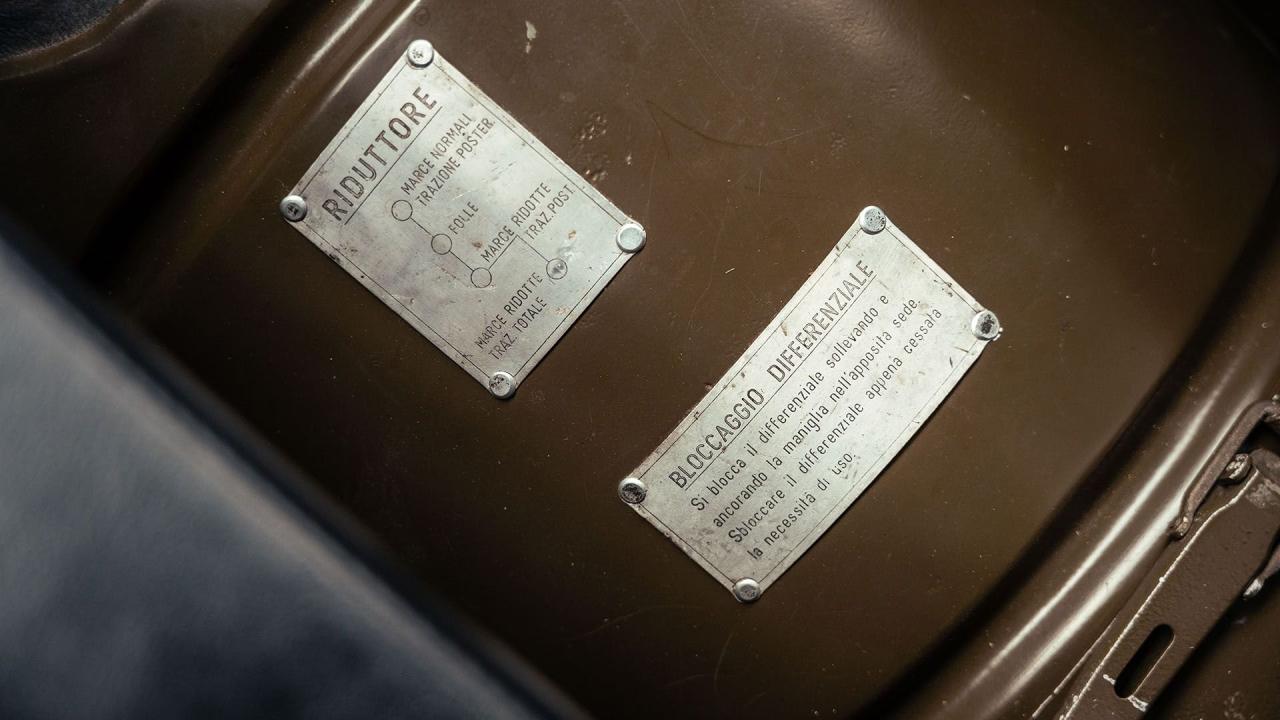 RIDUTTORE
MARCE NORMALI
TRAZIONE POSTER.
FOLLE
MARCE RIDOTTE
TRAZ. POST.
MARCE RIDOTTE
TRAZ. TOTALE
BLOCCAGGIO DIFFERENZIALE
Si blocca il differenziale sollevando e
ancorando la maniglia nell'apposita sede.
Sbloccare il differenziale appena cessata
la necessità di uso.